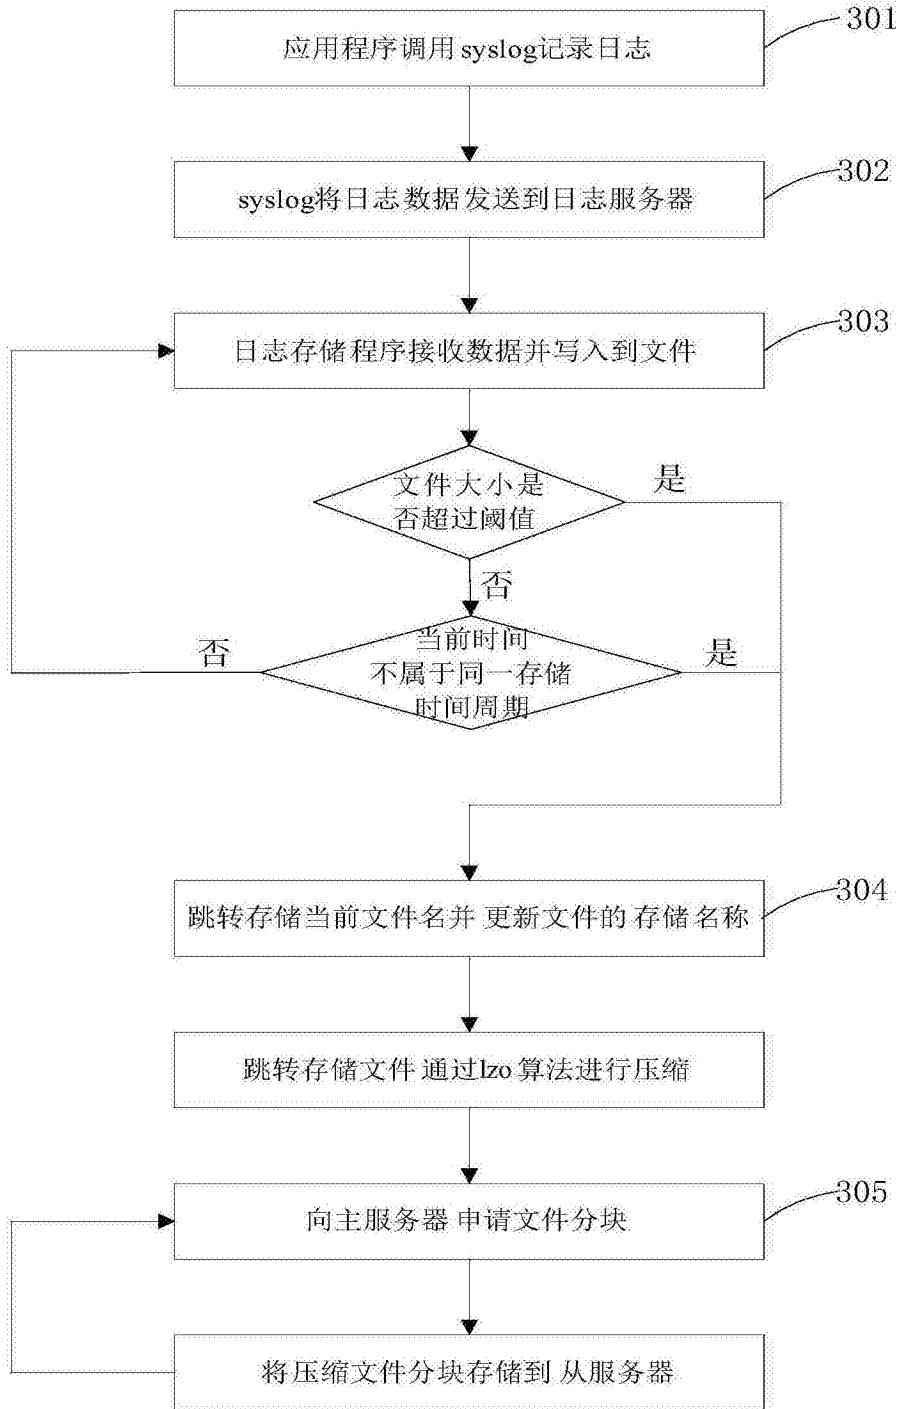 应用程序调用syslog记录日志
301
syslog将日志数据发送到日志服务器
302
日志存储程序接收数据并写入到文件
303
文件大小是
否超过阈值
是
否
当前时间
不属于同一存储
时间周期
否
是
跳转存储当前文件名并更新文件的存储名称
304
跳转存储文件通过lzo算法进行压缩
向主服务器申请文件分块
305
将压缩文件分块存储到从服务器